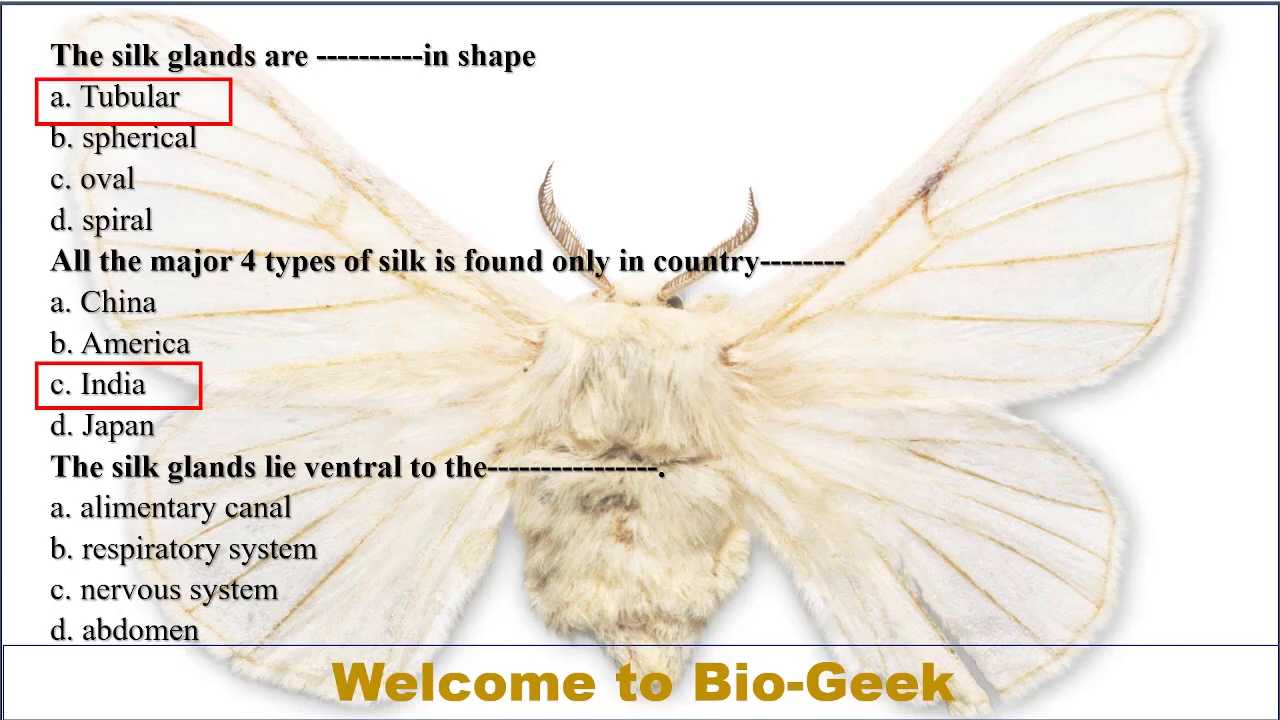 The silk glands are ----------in shape
a. Tubular
b. spherical
c. oval
d. spiral
All the major 4 types of silk is found only in country--------
a. China
b. America
c. India
d. Japan
The silk glands lie ventral to the----------------.
a. alimentary canal
b. respiratory system
c. nervous system
d. abdomen
Welcome to Bio-Geek